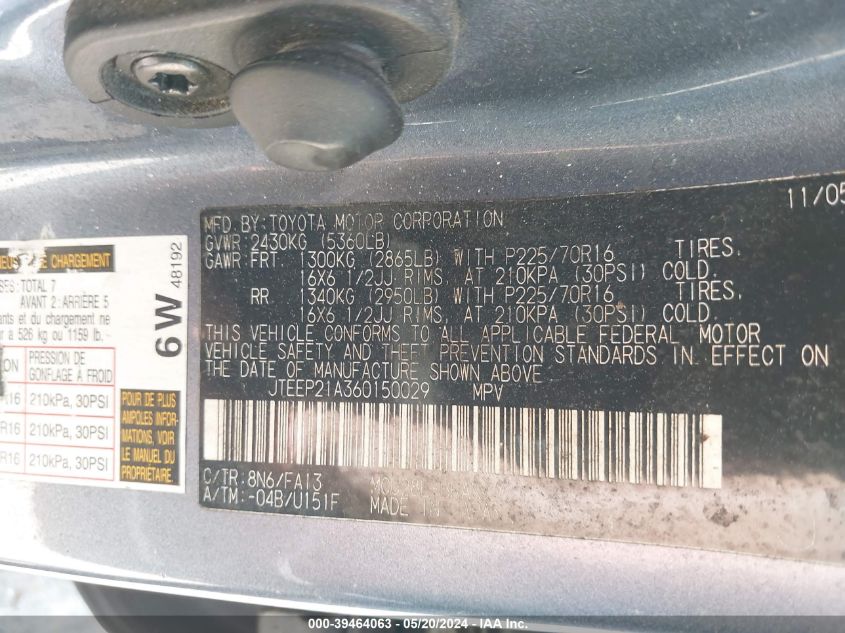 11/05
MFD BY: TOYOTA MOTOR CORPORATION
GVWR: 2430KG (5360LB)
GAWR: FRT 1300KG (2865LB) WITH P225/70R16 TIRES,
16X6 1/2JJ RIMS, AT 210KPA (30PSI) COLD.
RR 1340KG (2950LB) WITH P225/70R16 TIRES,
16X6 1/2JJ RIMS, AT 210KPA (30PSI) COLD.
THIS VEHICLE CONFORMS TO ALL APPLICABLE FEDERAL MOTOR
VEHICLE SAFETY AND THEFT PREVENTION STANDARDS IN EFFECT ON
THE DATE OF MANUFACTURE SHOWN ABOVE
JTEEP21A360150029 MPV
C/TR: 8N6/FA13
A/TM: -04B/U151F MADE IN
CHARGEMENT
TOTAL 7
AVANT 2: ARRIÈRE 5
et du chargement ne
526 kg ou 1159 lb.
PRESSION DE
GONFLAGE À FROID
R16 210kPa, 30PSI
R16 210kPa, 30PSI
R16 210kPa, 30PSI
POUR DE PLUS
AMPLES INFOR-
MATIONS,
VOIR LE
MANUEL DU
PROPRIÉTAIRE.
6W 48192
000-39464063 - 05/20/2024 - IAA Inc.